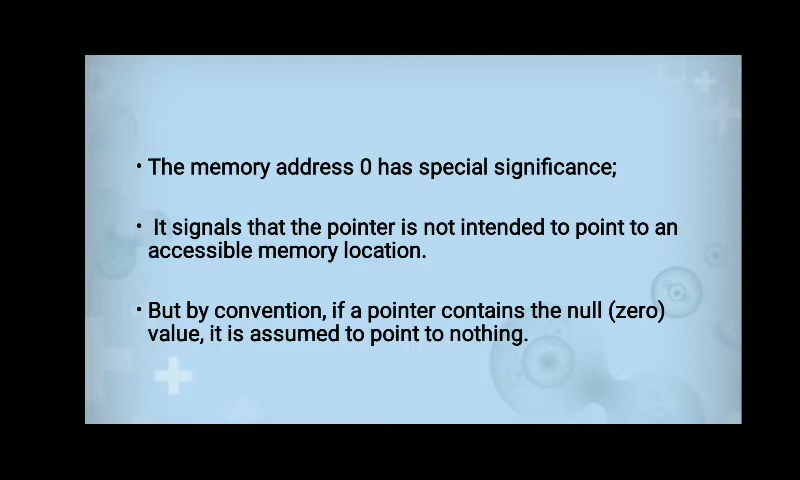 • The memory address 0 has special significance;
• It signals that the pointer is not intended to point to an
accessible memory location.
• But by convention, if a pointer contains the null (zero)
value, it is assumed to point to nothing.